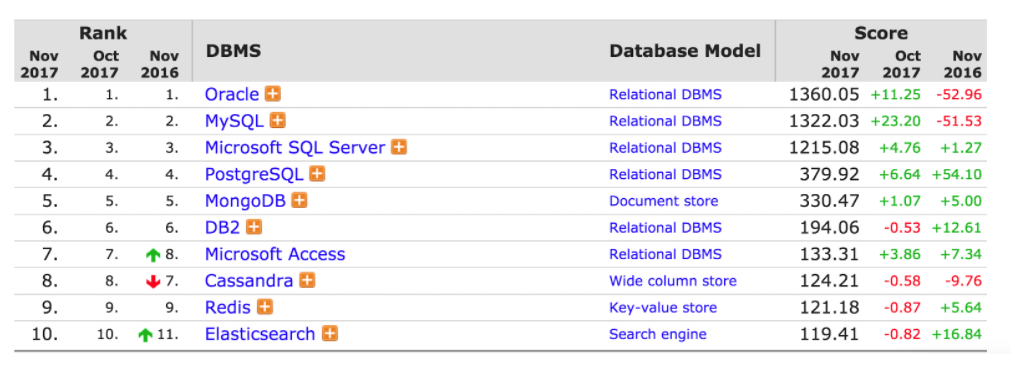 Rank Score
Nov 2017 Oct 2017 Nov 2016 DBMS Database Model Nov 2017 Oct 2017 Nov 2016
1. 1. 1. Oracle Relational DBMS 1360.05 +11.25 -52.96
2. 2. 2. MySQL Relational DBMS 1322.03 +23.20 -51.53
3. 3. 3. Microsoft SQL Server Relational DBMS 1215.08 +4.76 +1.27
4. 4. 4. PostgreSQL Relational DBMS 379.92 +6.64 +54.10
5. 5. 5. MongoDB Document store 330.47 +1.07 +5.00
6. 6. 6. DB2 Relational DBMS 194.06 -0.53 +12.61
7. 7. 8. Microsoft Access Relational DBMS 133.31 +3.86 +7.34
8. 8. 7. Cassandra Wide column store 124.21 -0.58 -9.76
9. 9. 9. Redis Key-value store 121.18 -0.87 +5.64
10. 10. 11. Elasticsearch Search engine 119.41 -0.82 +16.84